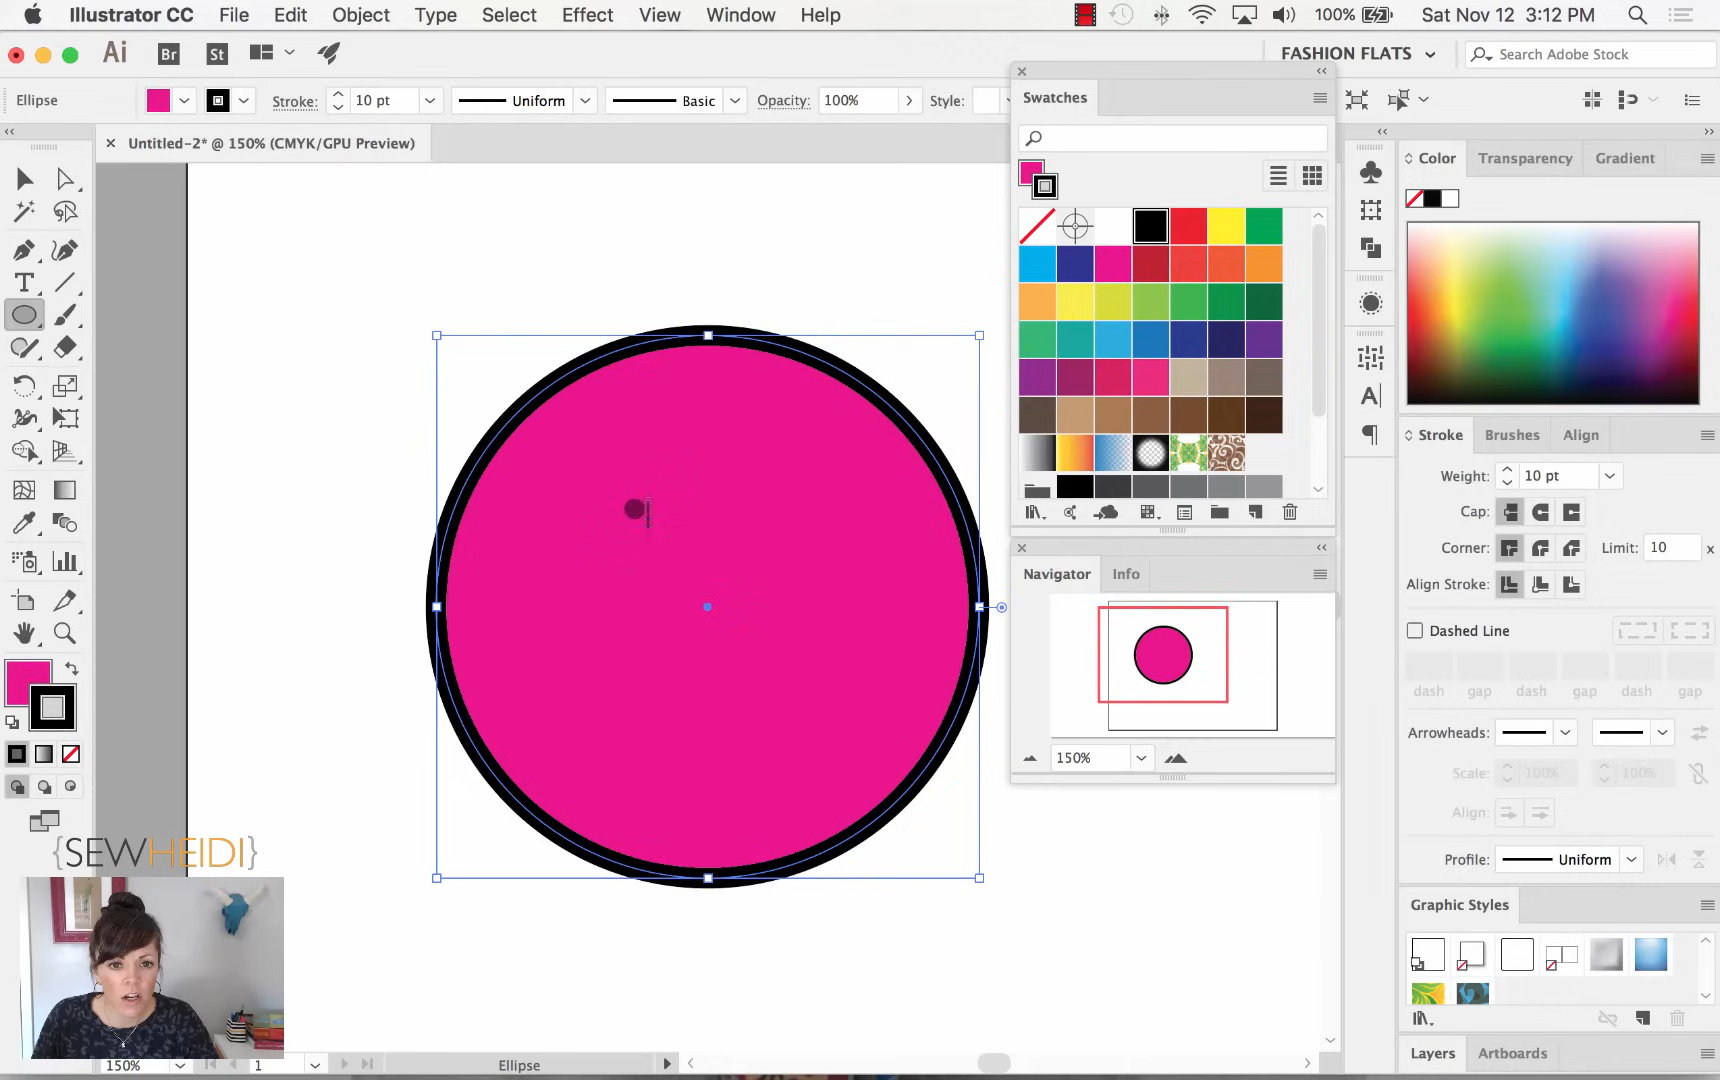 Illustrator CC File Edit Object Type Select Effect View Window Help 100% Sat Nov 12 3:12 PM
Ai Br St FASHION FLATS Search Adobe Stock
Ellipse Stroke: 10 pt Uniform Basic Opacity: 100% Style:
Untitled-2* @ 150% (CMYK/GPU Preview)
Swatches
Color Transparency Gradient
Stroke Brushes Align
Weight: 10 pt
Cap:
Corner: Limit: 10 x
Align Stroke:
Navigator Info
Dashed Line
dash gap dash gap dash gap
Arrowheads:
150%
Scale: 100% 100%
Align:
Profile: Uniform
{SEWHEIDI}
Graphic Styles
150% 1 Ellipse
Layers Artboards